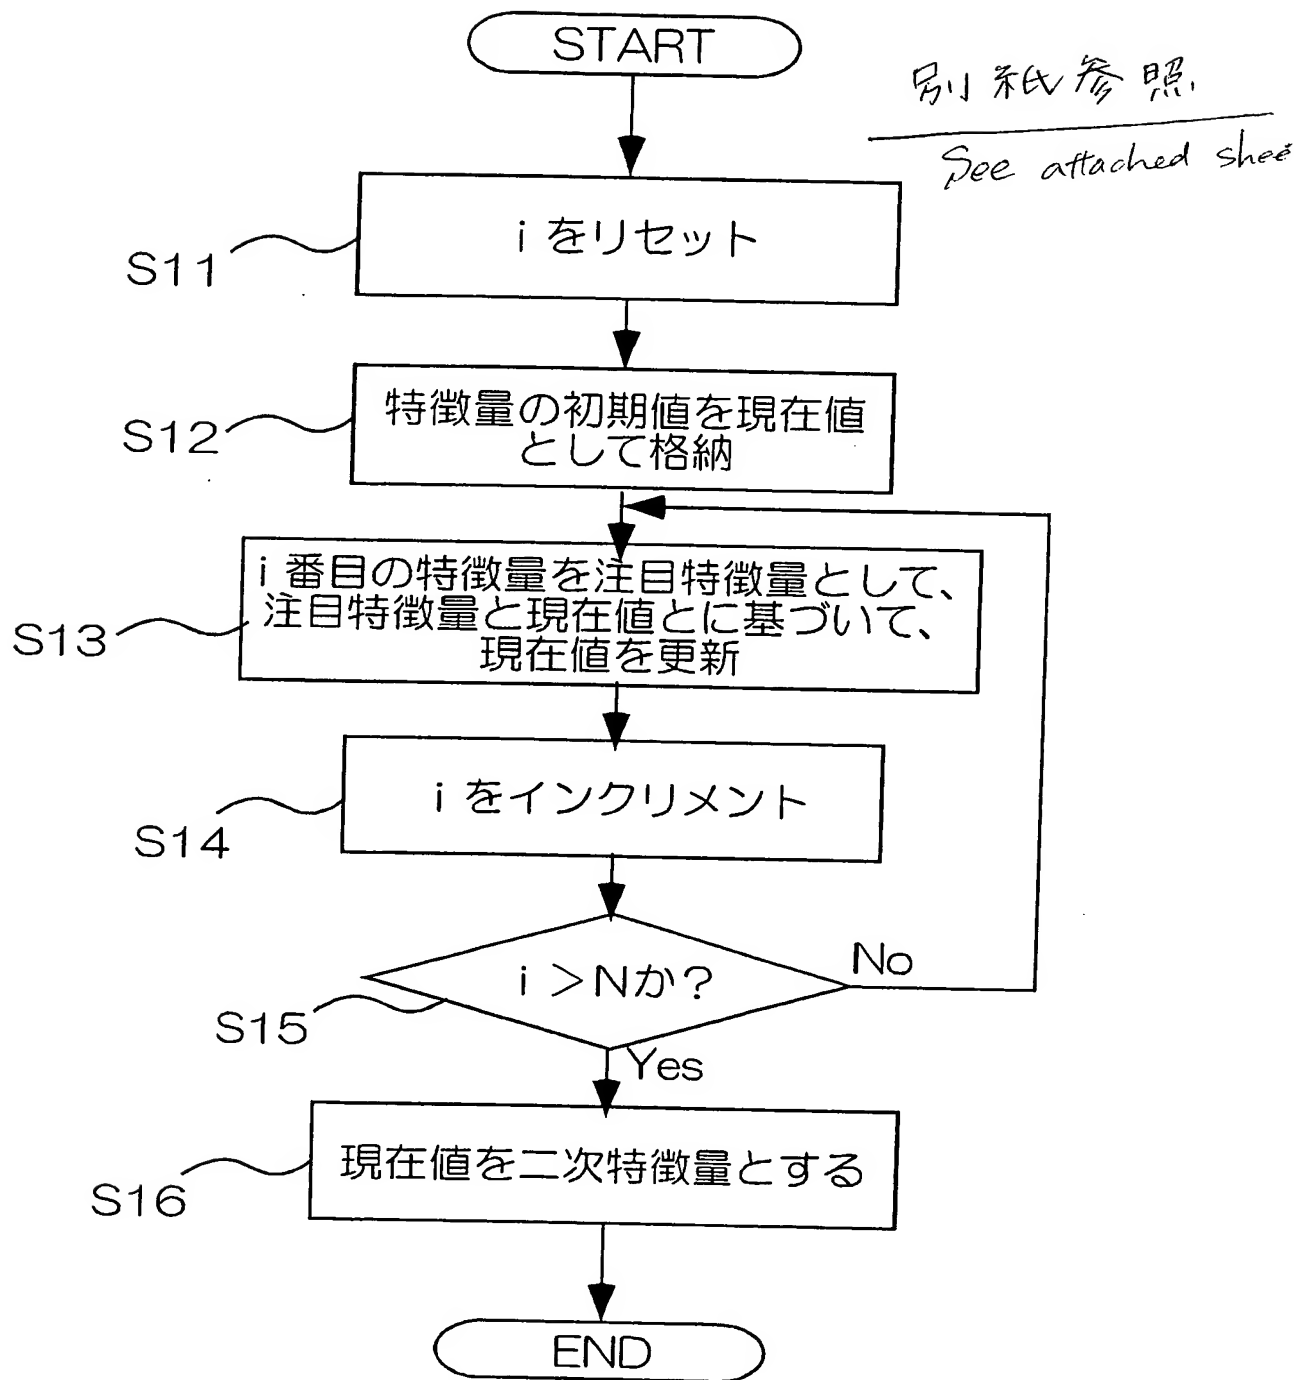 START
別紙参照
See attached shee
S11
i をリセット
S12
特徴量の初期値を現在値
として格納
S13
i 番目の特徴量を注目特徴量として、
注目特徴量と現在値とに基づいて、
現在値を更新
S14
i をインクリメント
S15
i >Nか?
No
Yes
S16
現在値を二次特徴量とする
END